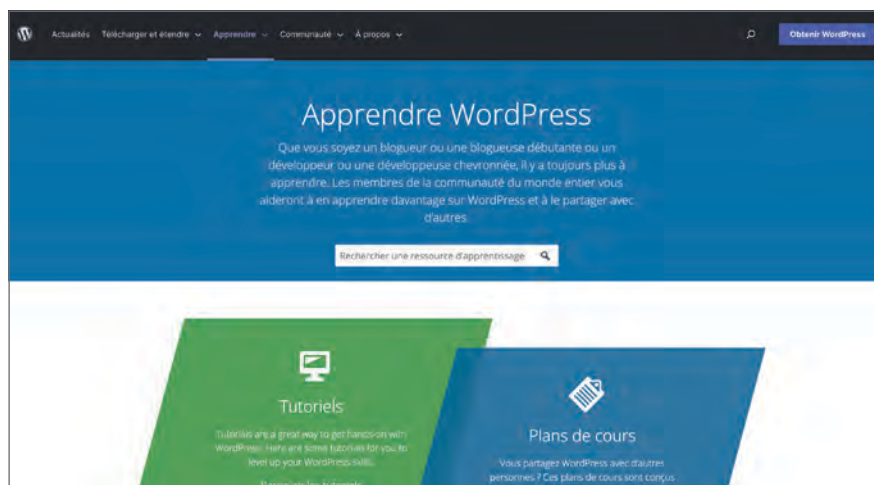 Actualités Télécharger et étendre Apprendre Communauté À propos Obtenir WordPress
Apprendre WordPress
Que vous soyez un blogueur ou une blogueuse débutante ou un
développeur ou une développeuse chevronnée, il y a toujours plus à
apprendre. Les membres de la communauté du monde entier vous
aideront à en apprendre davantage sur WordPress et à le partager avec
d'autres.
Rechercher une ressource d'apprentissage
Tutoriels
Tutorials are a great way to get hands-on with
WordPress. Here are some tutorials for you to
level up your WordPress skills.
Plans de cours
Vous partagez WordPress avec d'autres
personnes ? Ces plans de cours sont conçus